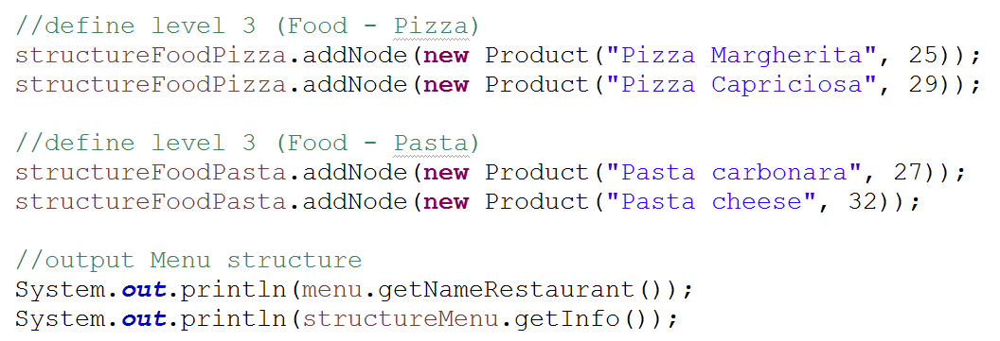 //define level 3 (Food - Pizza)
structureFoodPizza.addNode(new Product("Pizza Margherita", 25));
structureFoodPizza.addNode(new Product("Pizza Capriciosa", 29));
//define level 3 (Food - Pasta)
structureFoodPasta.addNode(new Product("Pasta carbonara", 27));
structureFoodPasta.addNode(new Product("Pasta cheese", 32));
//output Menu structure
System.out.println(menu.getNameRestaurant());
System.out.println(structureMenu.getInfo());